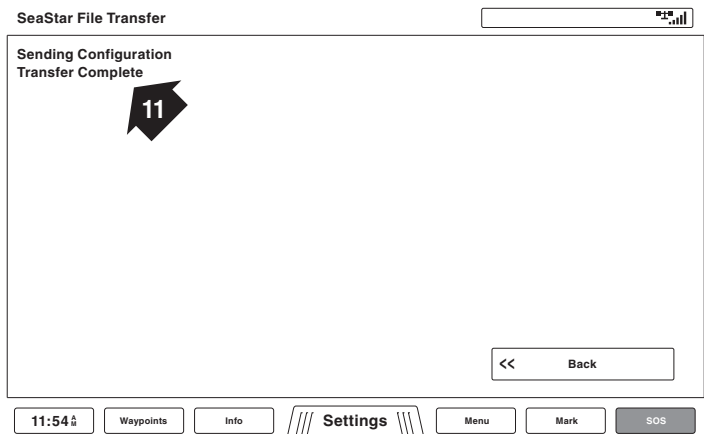 SeaStar File Transfer
Sending Configuration
Transfer Complete
11
<< Back
11:54 AM Waypoints Info Settings Menu Mark SOS